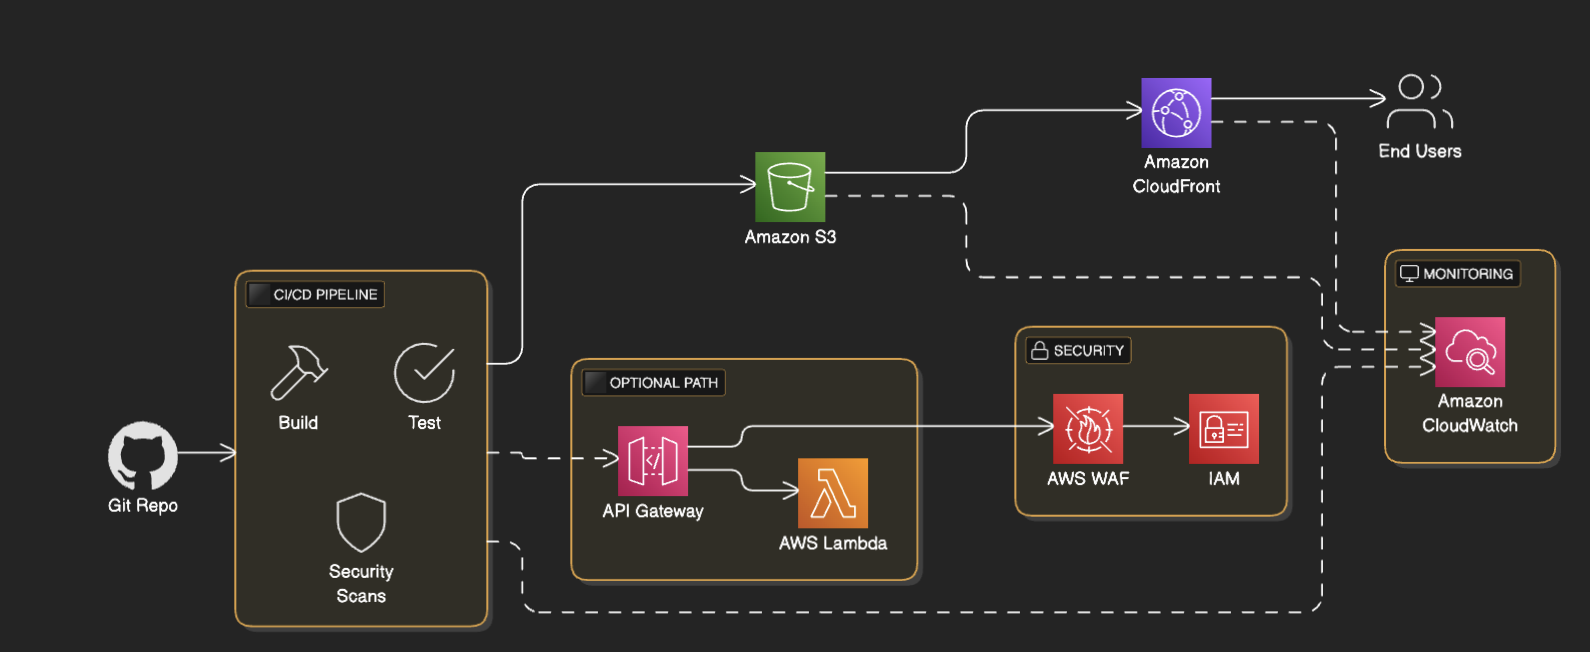 End Users
Amazon
CloudFront
Amazon S3
MONITORING
Amazon
CloudWatch
CI/CD PIPELINE
Build
Test
Security
Scans
Git Repo
OPTIONAL PATH
API Gateway
AWS Lambda
SECURITY
AWS WAF
IAM